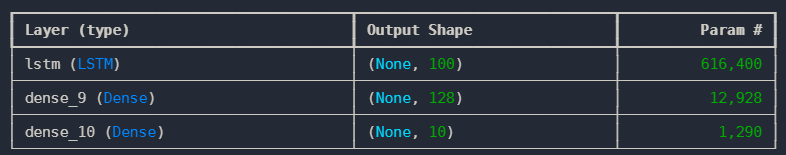 Layer (type) Output Shape Param #
lstm (LSTM) (None, 100) 616,400
dense_9 (Dense) (None, 128) 12,928
dense_10 (Dense) (None, 10) 1,290